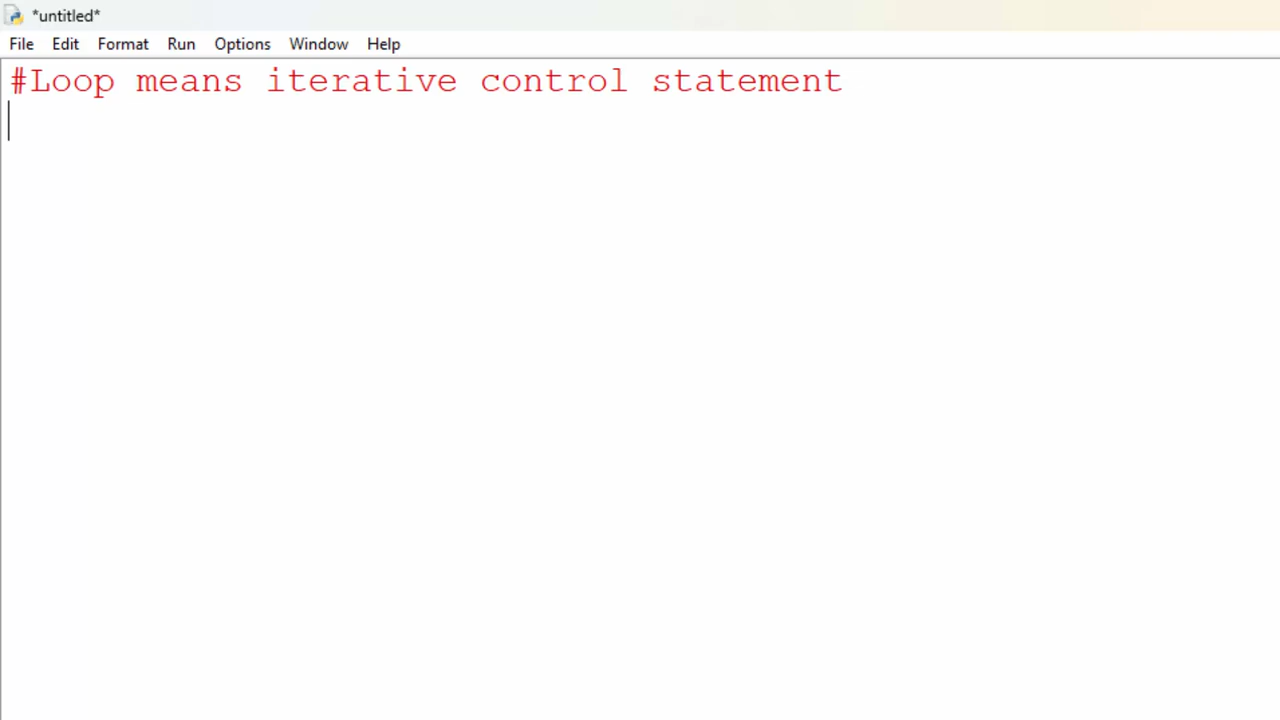 *untitled*
File Edit Format Run Options Window Help
#Loop means iterative control statement